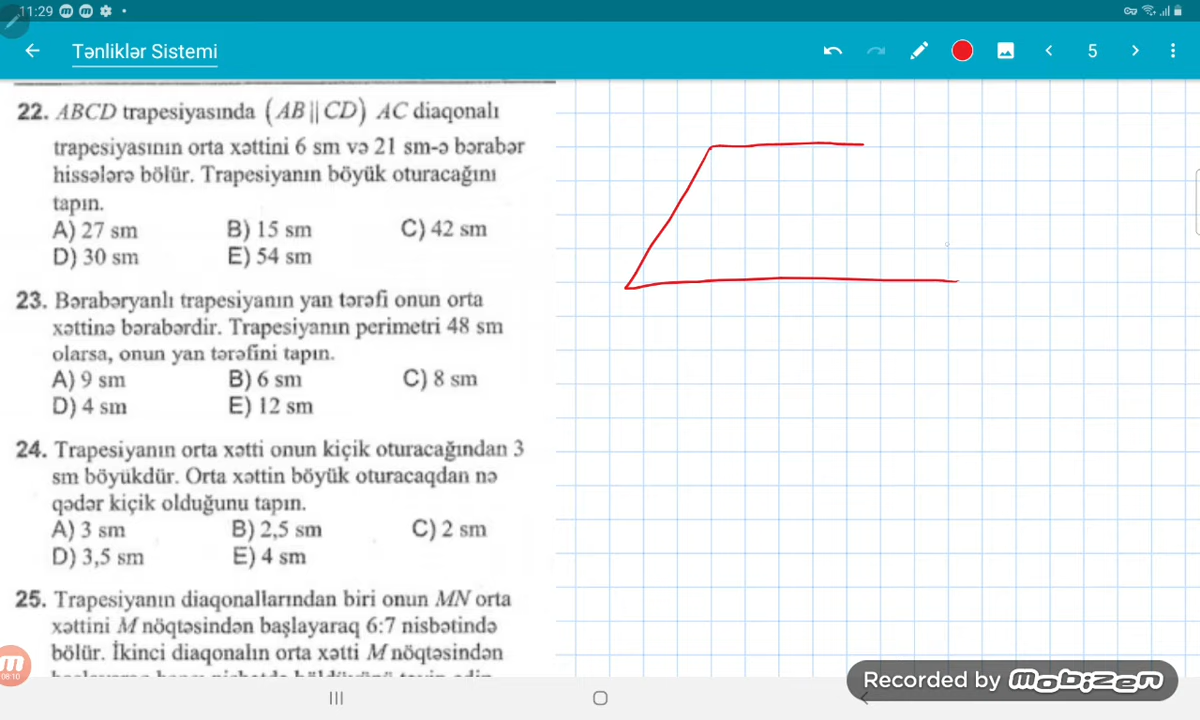 11:29
Tənliklər Sistemi
5
22. ABCD trapesiyasında (AB || CD) AC diaqonalı
trapesiyasının orta xəttini 6 sm və 21 sm-ə bərabər
hissələrə bölür. Trapesiyanın böyük oturacağını
tapın.
A) 27 sm B) 15 sm C) 42 sm
D) 30 sm E) 54 sm
23. Bərabəryanlı trapesiyanın yan tərəfi onun orta
xəttinə bərabərdir. Trapesiyanın perimetri 48 sm
olarsa, onun yan tərəfini tapın.
A) 9 sm B) 6 sm C) 8 sm
D) 4 sm E) 12 sm
24. Trapesiyanın orta xətti onun kiçik oturacağından 3
sm böyükdür. Orta xəttin böyük oturacaqdan nə
qədər kiçik olduğunu tapın.
A) 3 sm B) 2,5 sm C) 2 sm
D) 3,5 sm E) 4 sm
25. Trapesiyanın diaqonallarından biri onun MN orta
xəttini M nöqtəsindən başlayaraq 6:7 nisbətində
bölür. İkinci diaqonalın orta xətti M nöqtəsindən
08:10
Recorded by mobizen